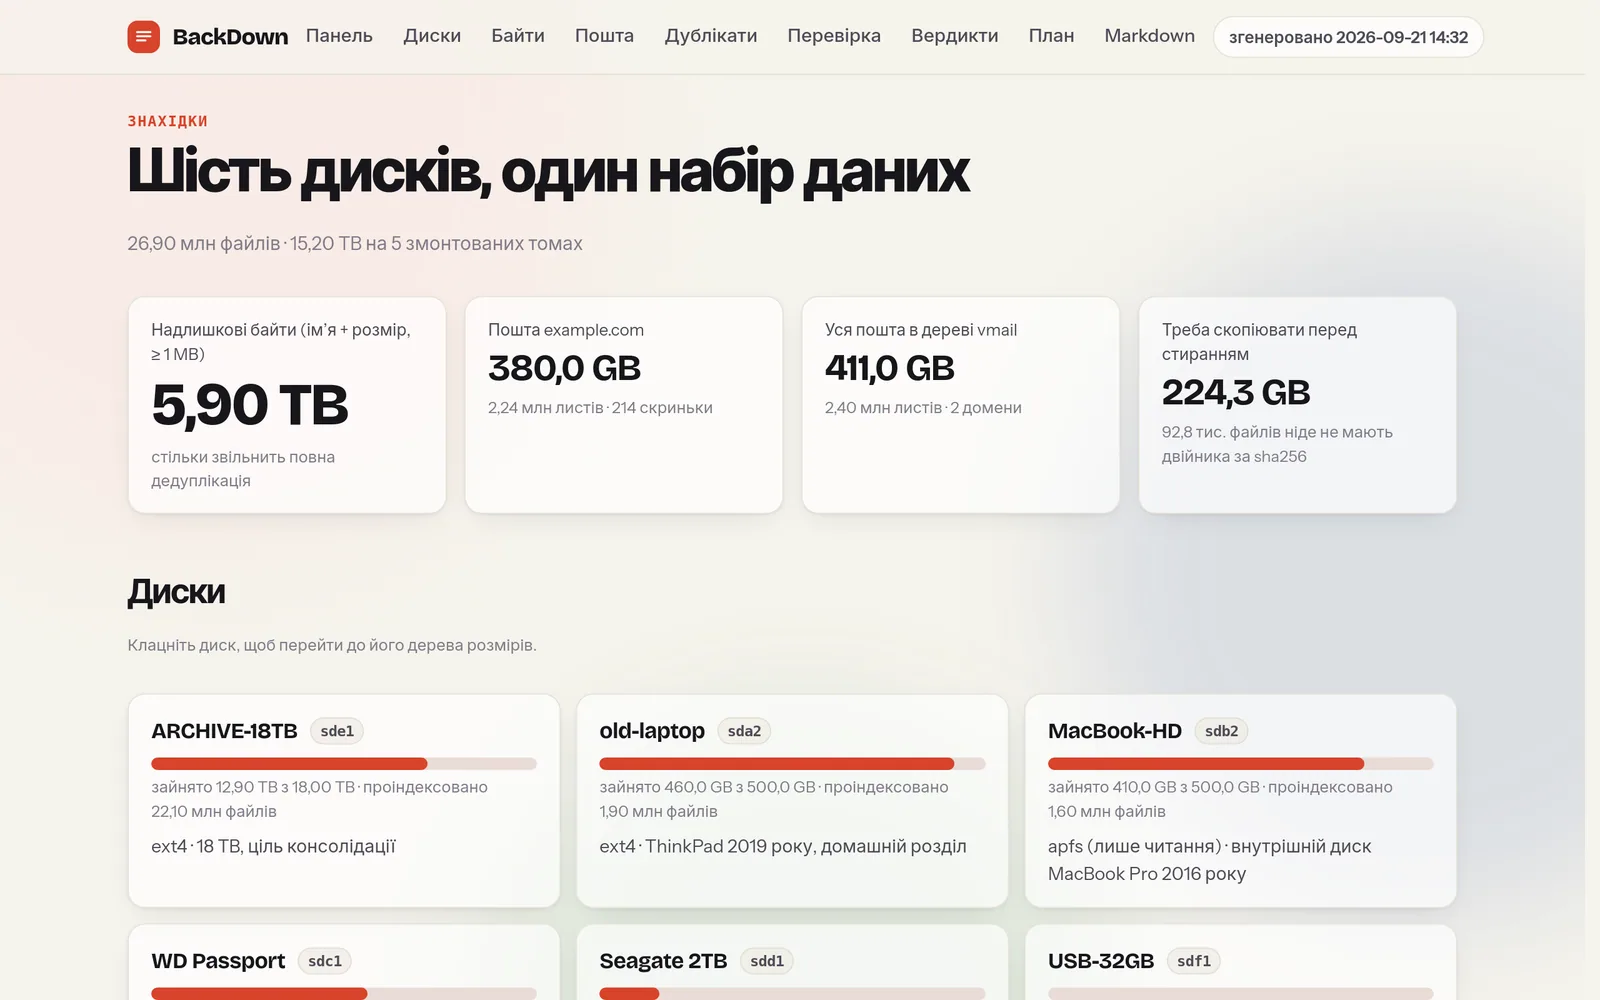 BackDown
Панель
Диски
Байти
Пошта
Дублікати
Перевірка
Вердикти
План
Markdown
згенеровано 2026-09-21 14:32
ЗНАХІДКИ
Шість дисків, один набір даних
26,90 млн файлів · 15,20 TB на 5 змонтованих томах
Надлишкові байти (ім’я + розмір,
≥ 1 MB)
5,90 TB
стільки звільнить повна
дедуплікація
Пошта example.com
380,0 GB
2,24 млн листів · 214 скриньки
Уся пошта в дереві vmail
411,0 GB
2,40 млн листів · 2 домени
Треба скопіювати перед
стиранням
224,3 GB
92,8 тис. файлів ніде не мають
двійника за sha256
Диски
Клацніть диск, щоб перейти до його дерева розмірів.
ARCHIVE-18TB sde1
зайнято 12,90 TB з 18,00 TB · проіндексовано
22,10 млн файлів
ext4 · 18 TB, ціль консолідації
old-laptop sda2
зайнято 460,0 GB з 500,0 GB · проіндексовано
1,90 млн файлів
ext4 · ThinkPad 2019 року, домашній розділ
MacBook-HD sdb2
зайнято 410,0 GB з 500,0 GB · проіндексовано
1,60 млн файлів
apfs (лише читання) · внутрішній диск
MacBook Pro 2016 року
WD Passport sdc1
Seagate 2TB sdd1
USB-32GB sdf1